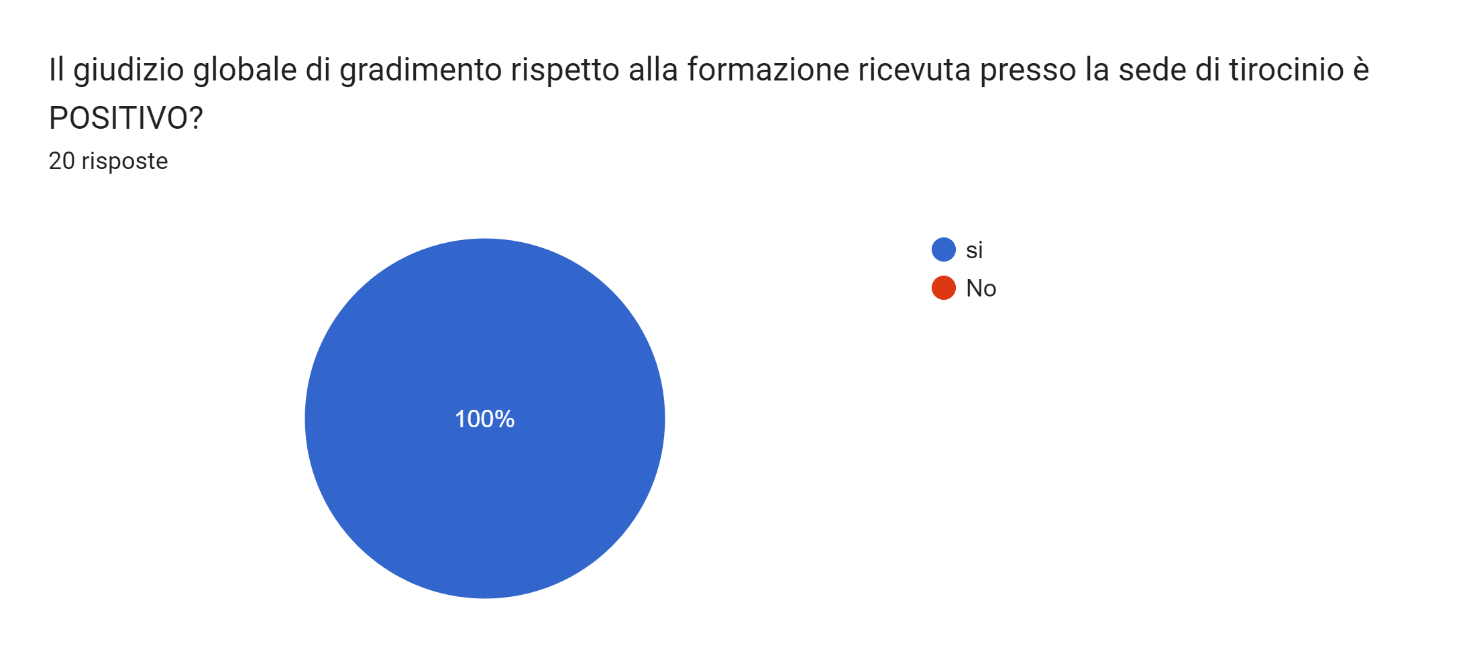 Il giudizio globale di gradimento rispetto alla formazione ricevuta presso la sede di tirocinio è
POSITIVO?
20 risposte
si
No
100%